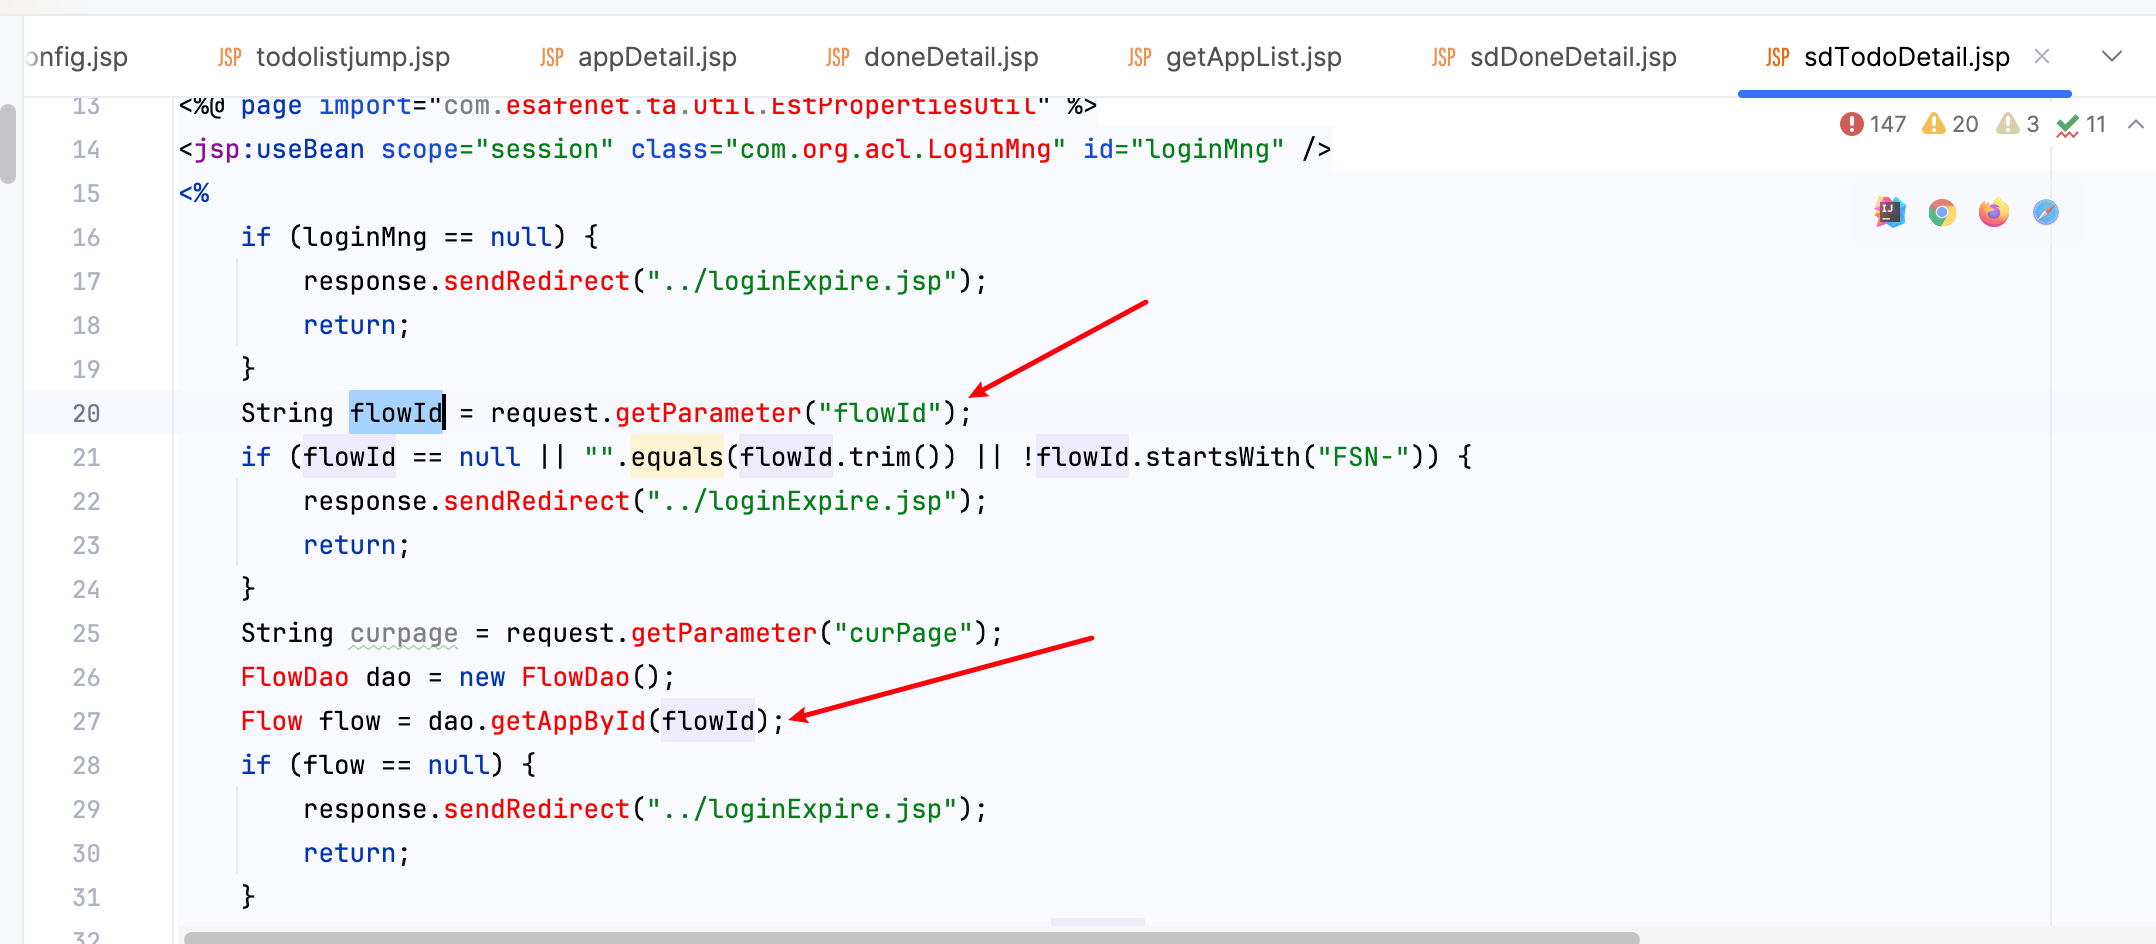 onfig.jsp JSP todolistjump.jsp JSP appDetail.jsp JSP doneDetail.jsp JSP getAppList.jsp JSP sdDoneDetail.jsp JSP sdTodoDetail.jsp
13 <%@ page import="com.esafenet.ta.util.EstPropertiesUtil" %>
147 20 3 11
14 <jsp:useBean scope="session" class="com.org.acl.LoginMng" id="loginMng" />
15 <%
16 if (loginMng == null) {
17 response.sendRedirect("../loginExpire.jsp");
18 return;
19 }
20 String flowId = request.getParameter("flowId");
21 if (flowId == null || "".equals(flowId.trim()) || !flowId.startsWith("FSN-")) {
22 response.sendRedirect("../loginExpire.jsp");
23 return;
24 }
25 String curpage = request.getParameter("curPage");
26 FlowDao dao = new FlowDao();
27 Flow flow = dao.getAppById(flowId);
28 if (flow == null) {
29 response.sendRedirect("../loginExpire.jsp");
30 return;
31 }
32